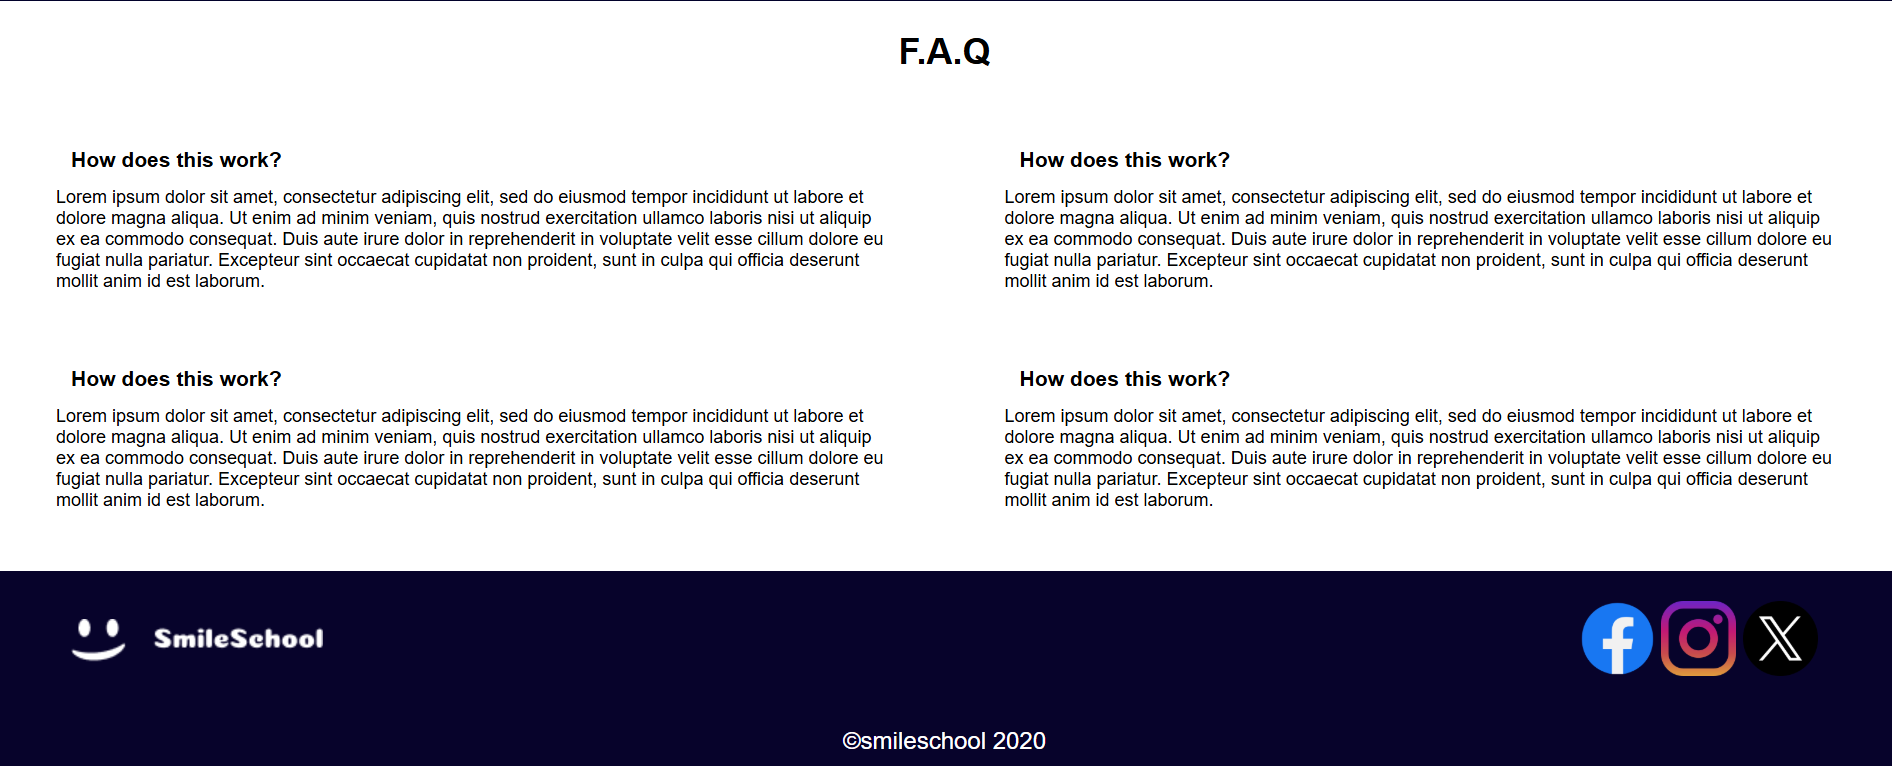 F.A.Q
How does this work?
Lorem ipsum dolor sit amet, consectetur adipiscing elit, sed do eiusmod tempor incididunt ut labore et
dolore magna aliqua. Ut enim ad minim veniam, quis nostrud exercitation ullamco laboris nisi ut aliquip
ex ea commodo consequat. Duis aute irure dolor in reprehenderit in voluptate velit esse cillum dolore eu
fugiat nulla pariatur. Excepteur sint occaecat cupidatat non proident, sunt in culpa qui officia deserunt
mollit anim id est laborum.
How does this work?
Lorem ipsum dolor sit amet, consectetur adipiscing elit, sed do eiusmod tempor incididunt ut labore et
dolore magna aliqua. Ut enim ad minim veniam, quis nostrud exercitation ullamco laboris nisi ut aliquip
ex ea commodo consequat. Duis aute irure dolor in reprehenderit in voluptate velit esse cillum dolore eu
fugiat nulla pariatur. Excepteur sint occaecat cupidatat non proident, sunt in culpa qui officia deserunt
mollit anim id est laborum.
How does this work?
Lorem ipsum dolor sit amet, consectetur adipiscing elit, sed do eiusmod tempor incididunt ut labore et
dolore magna aliqua. Ut enim ad minim veniam, quis nostrud exercitation ullamco laboris nisi ut aliquip
ex ea commodo consequat. Duis aute irure dolor in reprehenderit in voluptate velit esse cillum dolore eu
fugiat nulla pariatur. Excepteur sint occaecat cupidatat non proident, sunt in culpa qui officia deserunt
mollit anim id est laborum.
How does this work?
Lorem ipsum dolor sit amet, consectetur adipiscing elit, sed do eiusmod tempor incididunt ut labore et
dolore magna aliqua. Ut enim ad minim veniam, quis nostrud exercitation ullamco laboris nisi ut aliquip
ex ea commodo consequat. Duis aute irure dolor in reprehenderit in voluptate velit esse cillum dolore eu
fugiat nulla pariatur. Excepteur sint occaecat cupidatat non proident, sunt in culpa qui officia deserunt
mollit anim id est laborum.
SmileSchool
©smileschool 2020